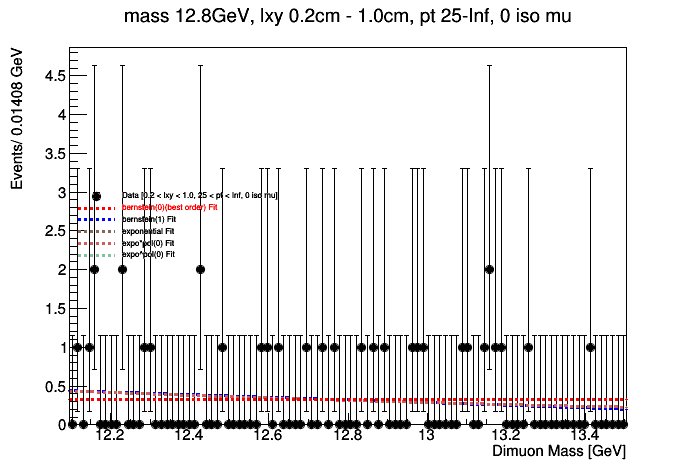 mass 12.8GeV, lxy 0.2cm - 1.0cm, pt 25-Inf, 0 iso mu
Events/ 0.01408 GeV
4.5
4
3.5
3
2.5
2
1.5
1
0.5
0
Data [0.2 < lxy < 1.0, 25 < pt < Inf, 0 iso mu]
bernstein(0)(best order) Fit
bernstein(1) Fit
exponential Fit
expo*pol(0) Fit
expo*pol(0) Fit
12.2 12.4 12.6 12.8 13 13.2 13.4
Dimuon Mass [GeV]